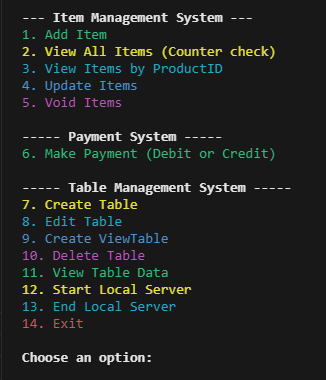 --- Item Management System ---
1. Add Item
2. View All Items (Counter check)
3. View Items by ProductID
4. Update Items
5. Void Items
----- Payment System -----
6. Make Payment (Debit or Credit)
----- Table Management System -----
7. Create Table
8. Edit Table
9. Create ViewTable
10. Delete Table
11. View Table Data
12. Start Local Server
13. End Local Server
14. Exit
Choose an option: